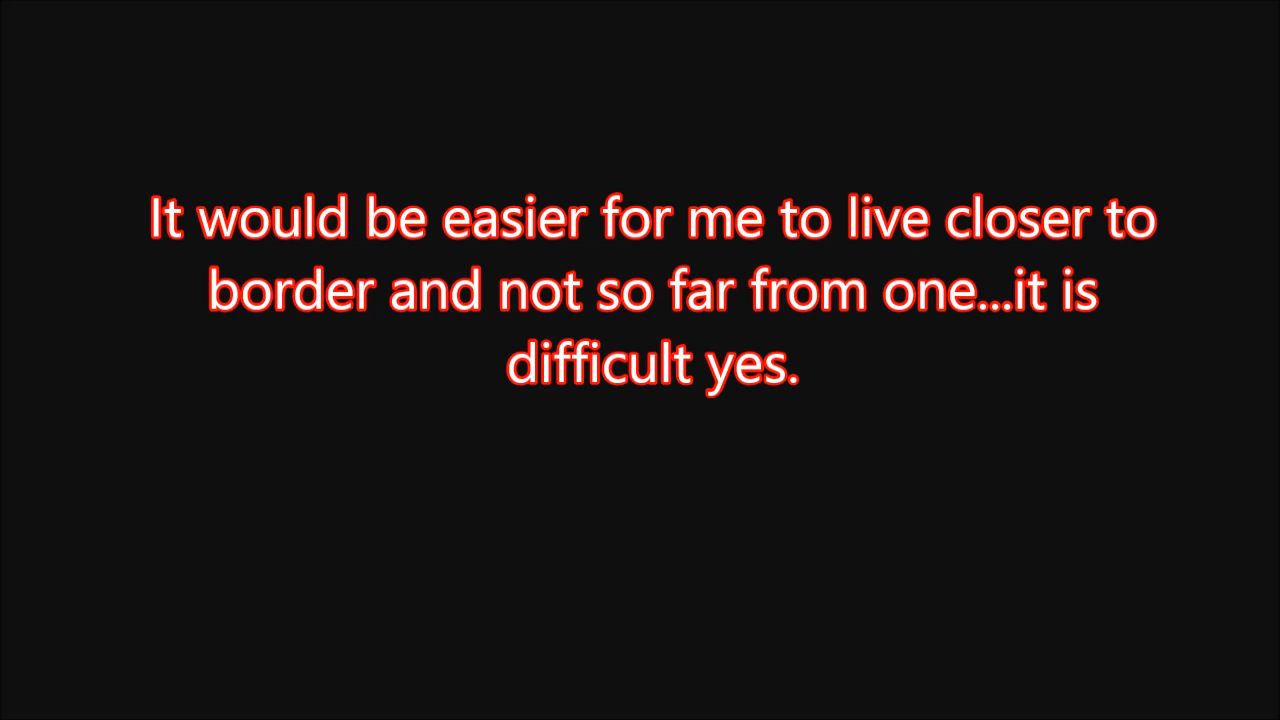 It would be easier for me to live closer to
border and not so far from one...it is
difficult yes.